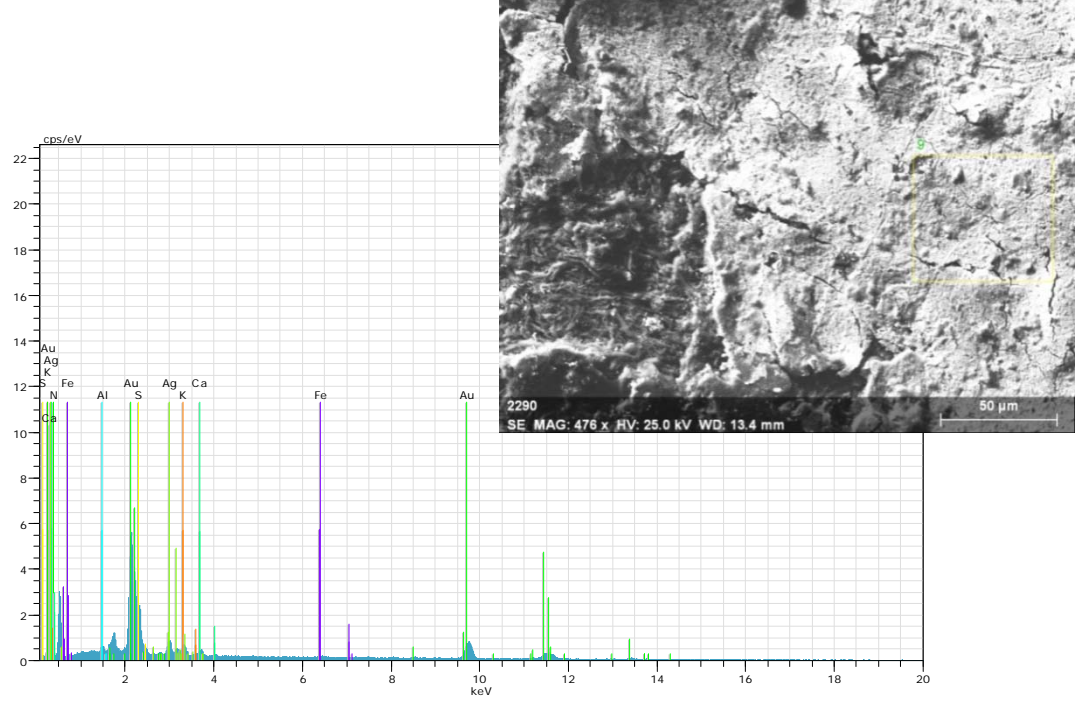 cps/eV
22
20
18
16
14
12
10
8
6
4
2
0
Au
Ag
K
S Fe
N
Ca
Al
Au
S
Ag
K
Ca
Fe
Au
2 4 6 8 10 12 14 16 18 20
keV
9
2290
SE MAG: 476 x HV: 25.0 kV WD: 13.4 mm
50 µm